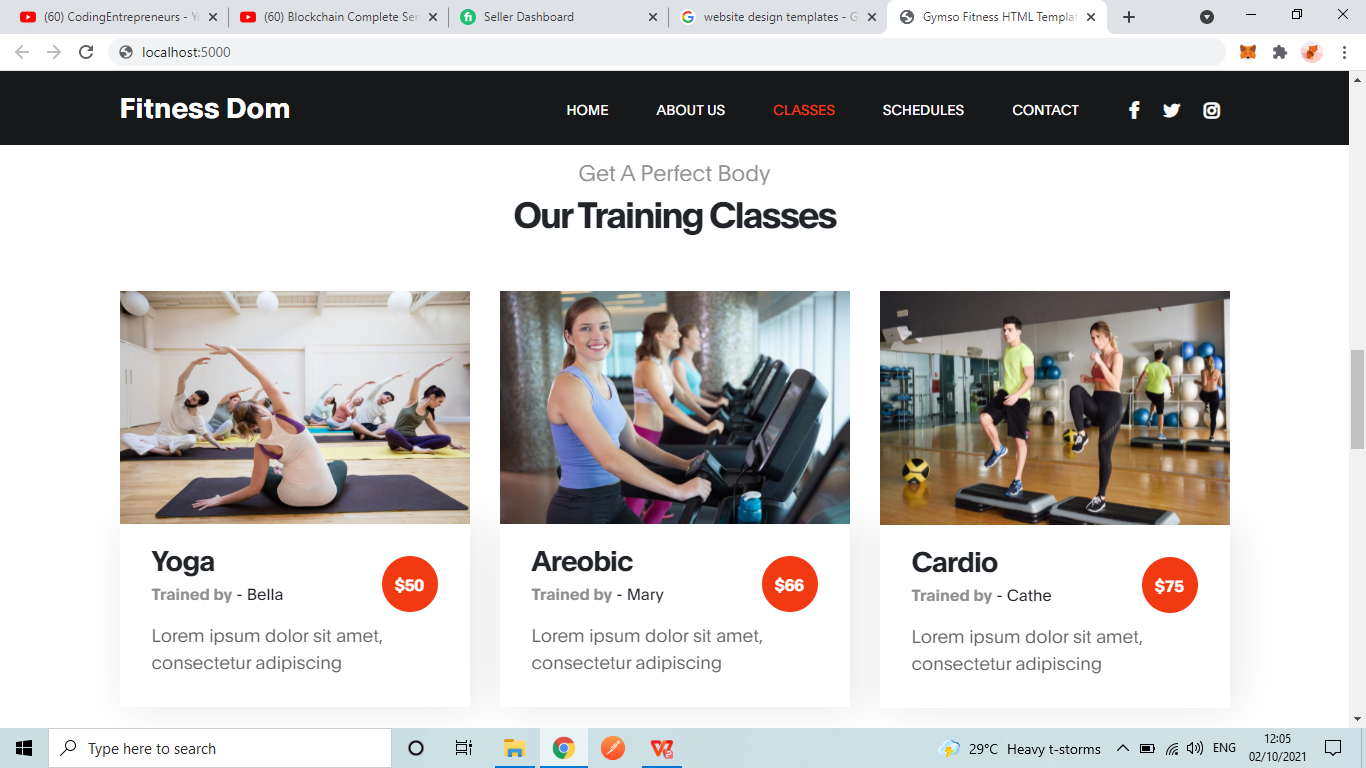 (60) CodingEntrepreneurs - Yo
(60) Blockchain Complete Ser
Seller Dashboard
website design templates - G
Gymso Fitness HTML Templat
localhost:5000
Fitness Dom
HOME
ABOUT US
CLASSES
SCHEDULES
CONTACT
Get A Perfect Body
Our Training Classes
Yoga
Trained by - Bella
$50
Lorem ipsum dolor sit amet,
consectetur adipiscing
Areobic
Trained by - Mary
$66
Lorem ipsum dolor sit amet,
consectetur adipiscing
Cardio
Trained by - Cathe
$75
Lorem ipsum dolor sit amet,
consectetur adipiscing
Type here to search
29°C Heavy t-storms
ENG
12:05
02/10/2021